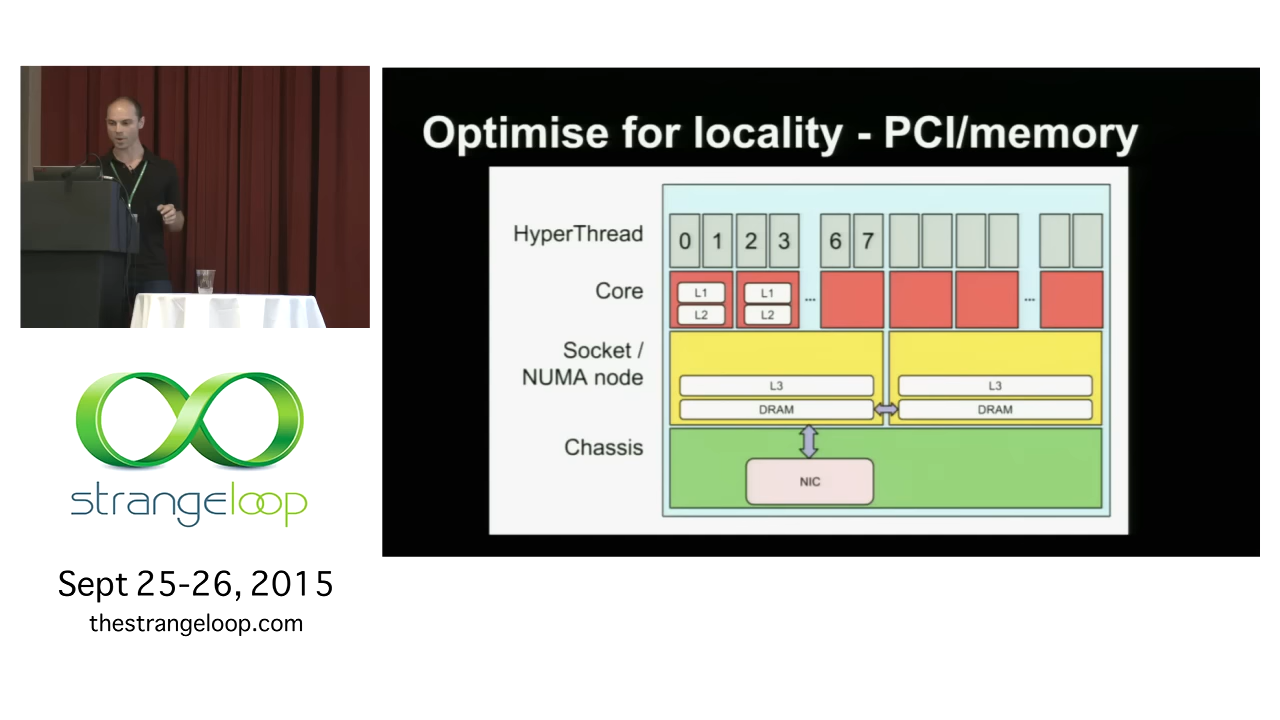 Optimise for locality - PCI/memory
HyperThread
0 1 2 3 6 7
Core
L1 L1
L2 L2
... ...
Socket /
NUMA node
L3 L3
DRAM DRAM
Chassis
NIC
strangeloop
Sept 25-26, 2015
thestrangeloop.com